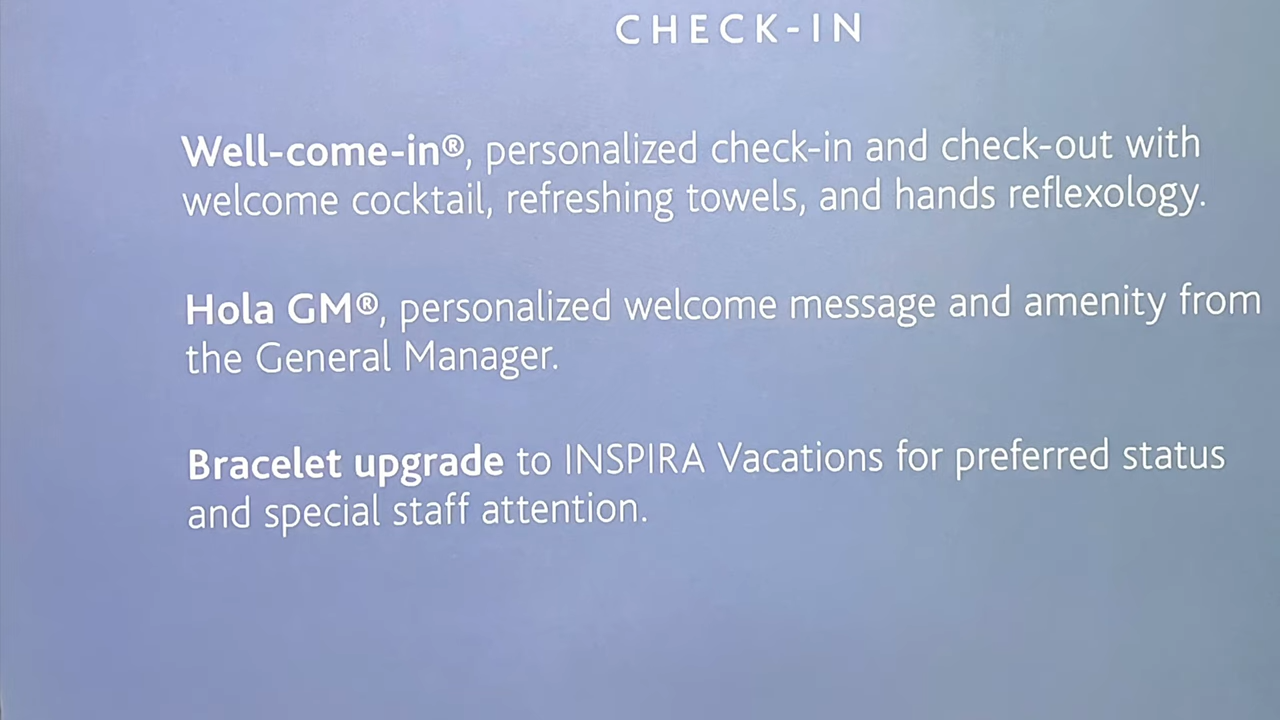 CHECK-IN
Well-come-in®, personalized check-in and check-out with
welcome cocktail, refreshing towels, and hands reflexology.
Hola GM®, personalized welcome message and amenity from
the General Manager.
Bracelet upgrade to INSPIRA Vacations for preferred status
and special staff attention.